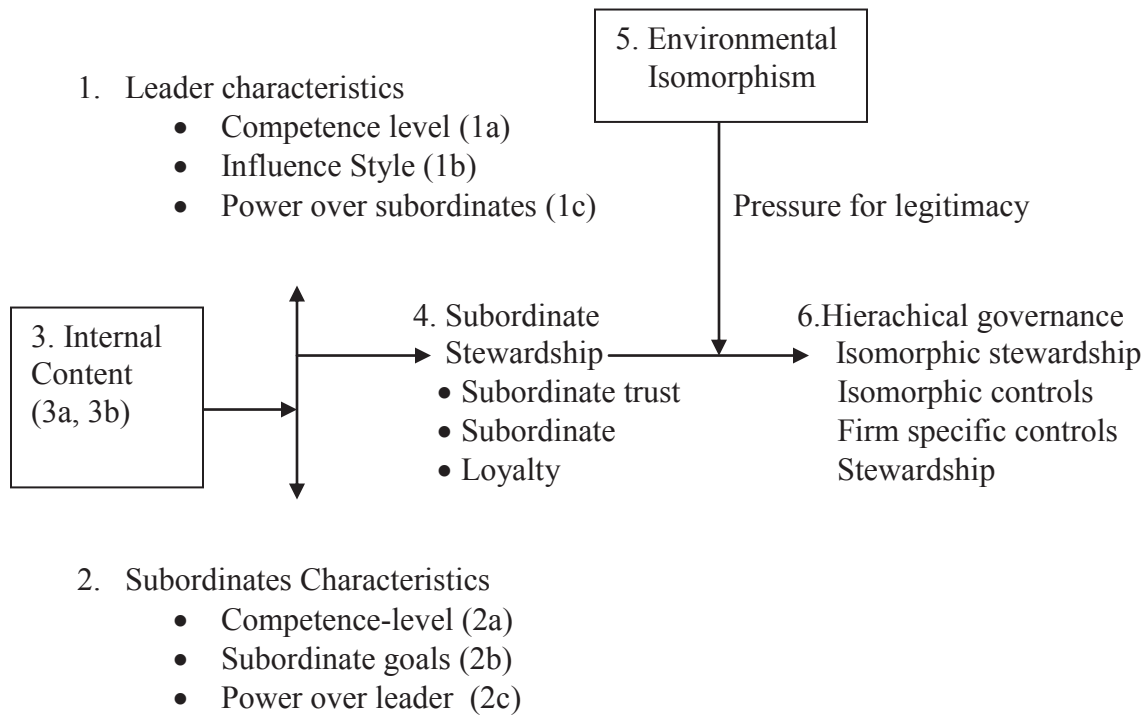 5. Environmental
Isomorphism
1. Leader characteristics
• Competence level (1a)
• Influence Style (1b)
• Power over subordinates (1c)
Pressure for legitimacy
3. Internal
Content
(3a, 3b)
4. Subordinate
Stewardship
• Subordinate trust
• Subordinate
• Loyalty
6.Hierachical governance
Isomorphic stewardship
Isomorphic controls
Firm specific controls
Stewardship
2. Subordinates Characteristics
• Competence-level (2a)
• Subordinate goals (2b)
• Power over leader (2c)